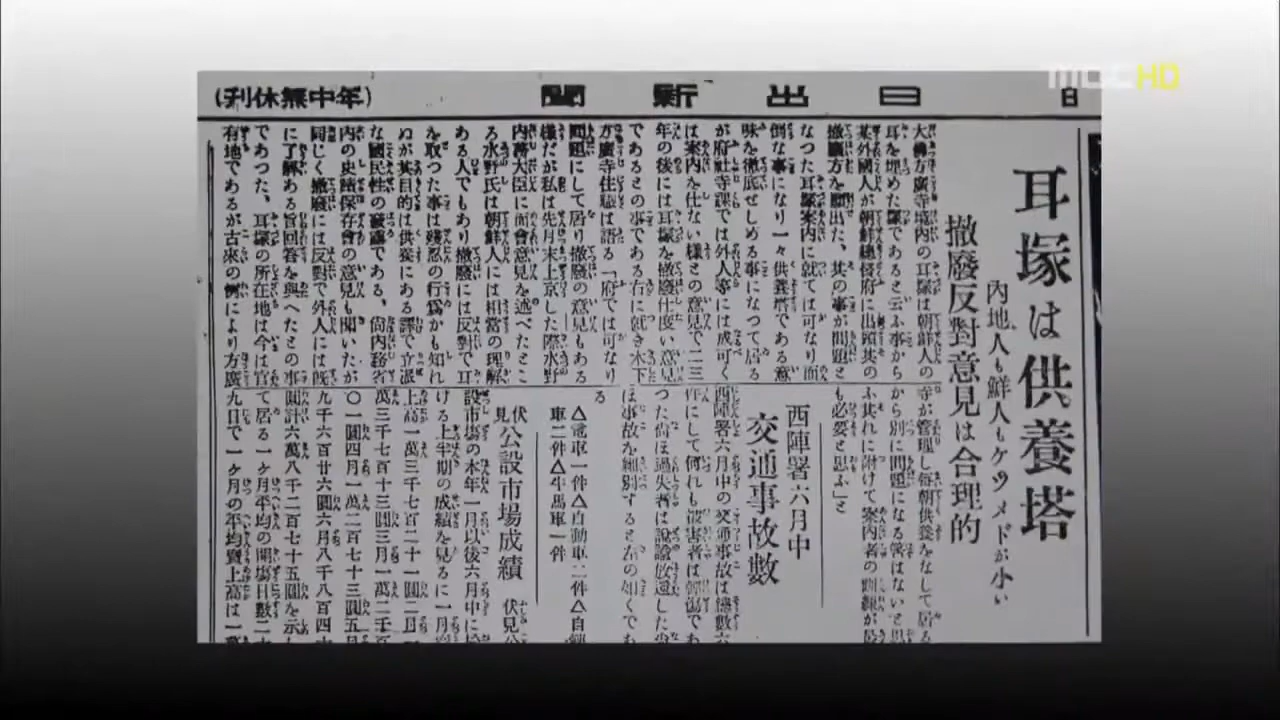 日出新聞
(年中無休刊)
耳塚は供養塔
内地人も鮮人もケツメドが小い
撤廢反對意見は合理的
大佛方廣寺境内の耳塚は朝鮮人の
耳を埋めた塚であると云ふ事から
某外國人が朝鮮總督府に出頭其の
撤廢方を願出た、其の事が問題と
なつた耳塚案内に就ては可なり面
倒な事になり一々供養塔である意
味を徹底せしめる事になつて居る
が府社寺課では外人等には成可く
は案内を仕ない樣との意見で二三
年の後には耳塚を撤廢仕度い意見
であるとの事である右に就き木下
方廣寺住職は語る「府では可なり
問題にして居り撤廢の意見もある
樣だが私は先月末上京した際水野
内務大臣に面會意見を述べたとこ
る水野氏は朝鮮人には相當の理解
ある人でもあり撤廢には反對で耳
を取つた事は殘忍の行爲かも知れ
ぬが其目的は供養にある譯で立派
な國民性の發露である、尚内務省
内の史蹟保存會の意見も聞いたが
同じく撤廢には反對で外人には既
に了解ある旨回答を與へたとの事
であつた、耳塚の所在地は今は官
有地であるが古來の例により方廣
寺が管理し毎朝供養をなして居る
から別に問題になる筈はないと思
ふ其れに附けて案内者の訓練が最
も必要と思ふ」と
西陣署六月中
交通事故數
西陣署六月中の交通事故は總數六
件にして何れも被害者は輕傷であ
つた尚ほ過失者は說諭放還した尚
ほ事故を細別すると左の如くであ
る
△電車一件△自動車二件△自轉
車二件△牛馬車一件
伏見公設市場成績
伏見公
設市場の本年一月以後六月中に於
ける上半期の成績を見るに一月賣
上高一萬三千七百二十一圓二月一
萬三千七百十三圓三月一萬二千百
〇一圓四月一萬二百七十三圓五月
九千六百廿六圓六月八千八百四十
圓計六萬八千二百七十五圓を示し
て居る一ヶ月平均の開場日數二十
九日で一ヶ月の平均賣上高は一萬
MBC HD